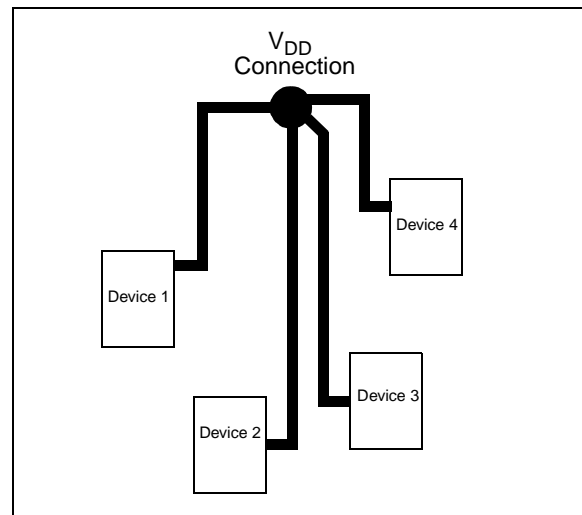 VDD
Connection
Device 4
Device 1
Device 3
Device 2